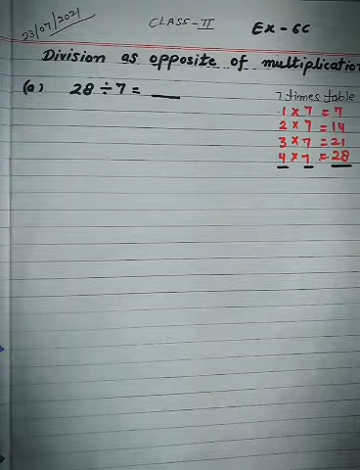 23/07/2021
CLASS-II
Ex - 6C
Division as opposite of multiplication
(a) 28 ÷ 7 = ___
7 times table
1 × 7 = 7
2 × 7 = 14
3 × 7 = 21
4 × 7 = 28